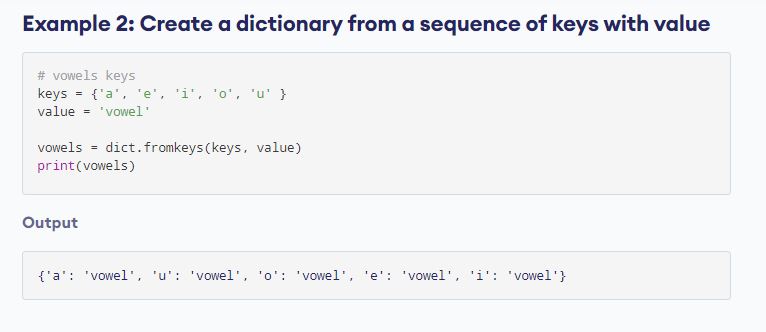 Example 2: Create a dictionary from a sequence of keys with value
# vowels keys
keys = {'a', 'e', 'i', 'o', 'u' }
value = 'vowel'
vowels = dict.fromkeys(keys, value)
print(vowels)
Output
{'a': 'vowel', 'u': 'vowel', 'o': 'vowel', 'e': 'vowel', 'i': 'vowel'}